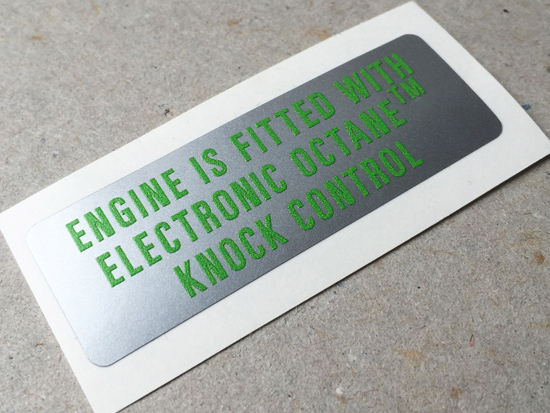 ENGINE IS FITTED WITH
ELECTRONIC OCTANE™
KNOCK CONTROL